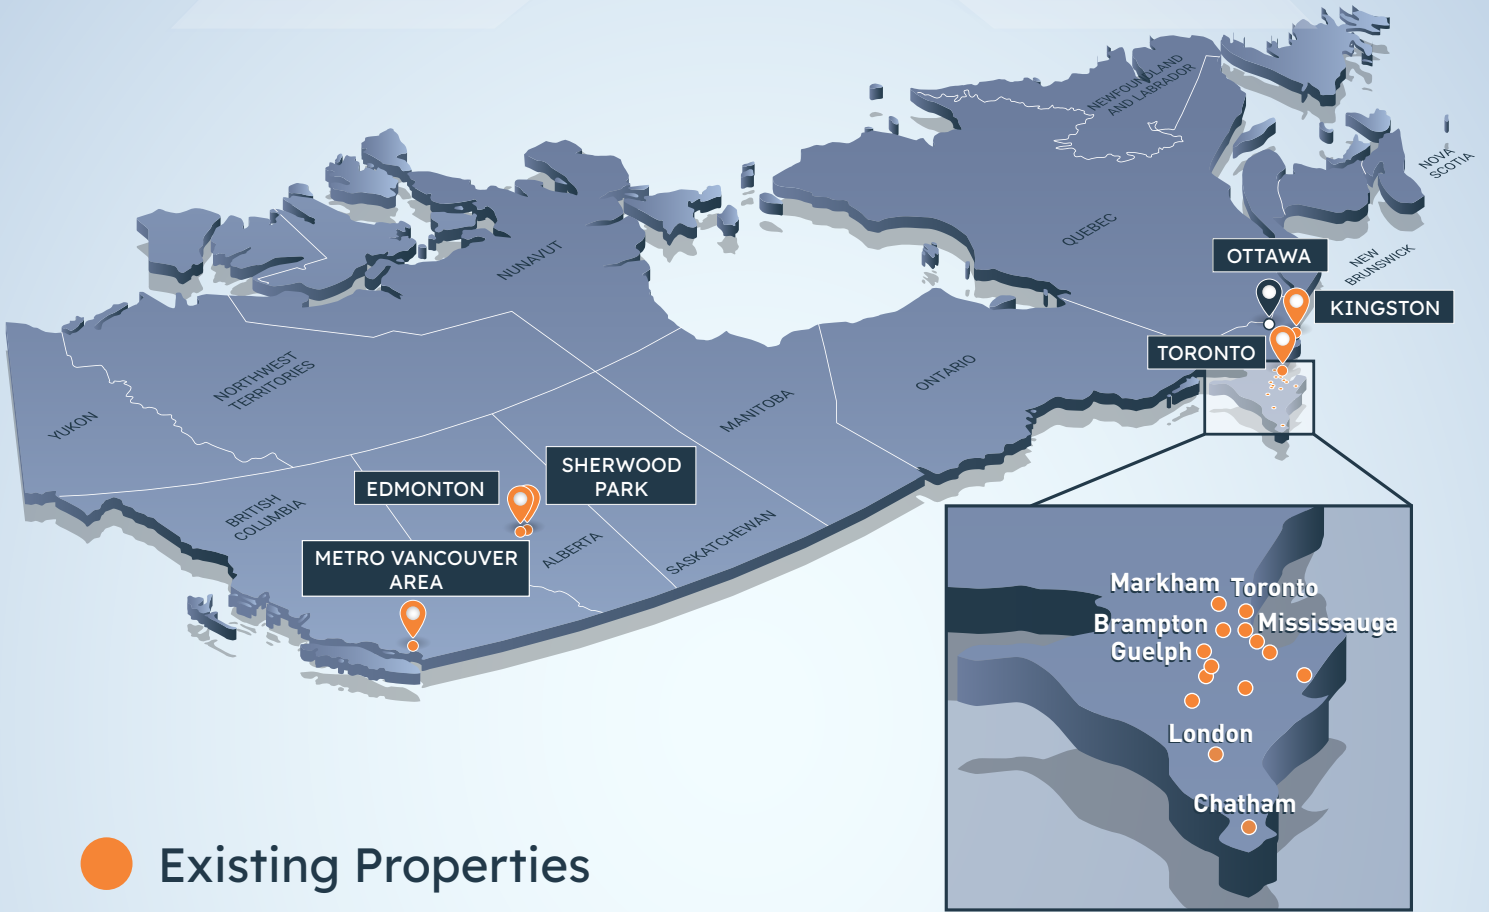 NEWFOUNDLAND
AND LABRADOR
NOVA
SCOTIA
QUEBEC
NUNAVUT
OTTAWA
NEW
BRUNSWICK
KINGSTON
TORONTO
NORTHWEST
TERRITORIES
ONTARIO
YUKON
MANITOBA
SHERWOOD
PARK
EDMONTON
BRITISH
COLUMBIA
ALBERTA
SASKATCHEWAN
METRO VANCOUVER
AREA
Markham
Toronto
Brampton
Mississauga
Guelph
London
Chatham
Existing Properties